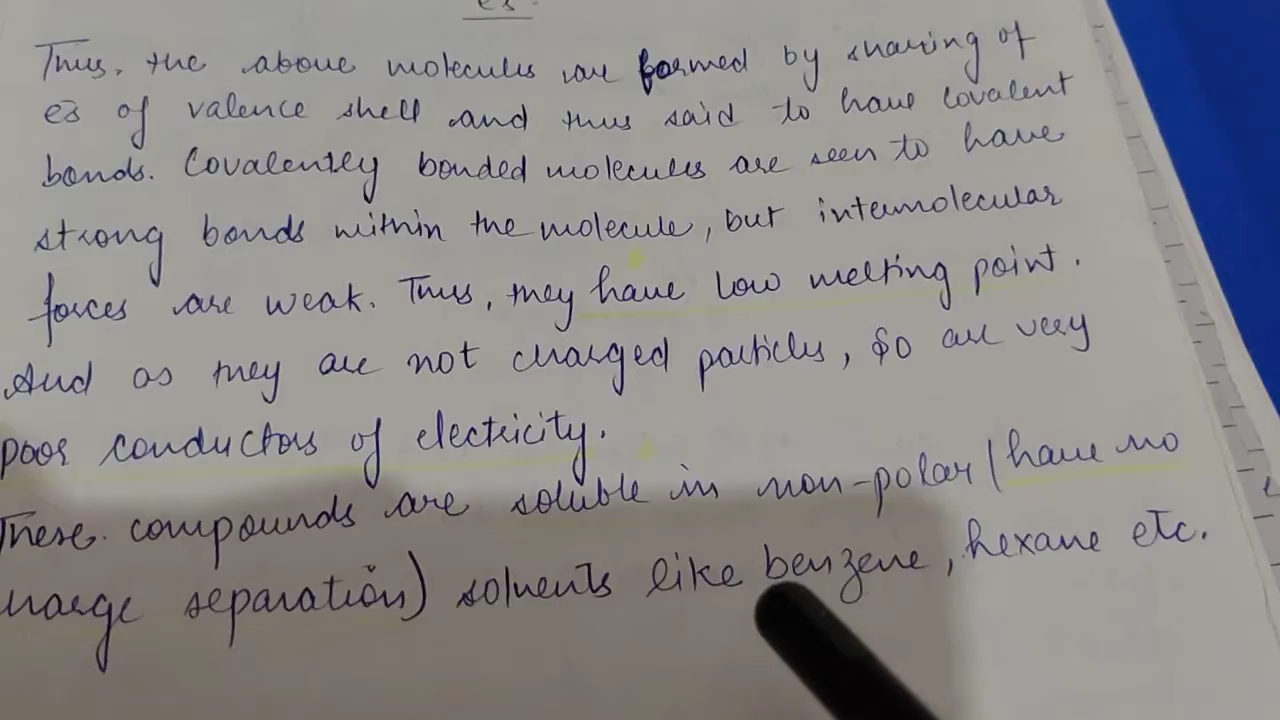 es.
Thus, the above molecules are formed by sharing of
es of valence shell and thus said to have covalent
bonds. Covalently bonded molecules are seen to have
strong bonds within the molecule, but intermolecular
forces are weak. Thus, they have low melting point.
And as they are not charged particles, so are very
poor conductors of electricity.
These compounds are soluble in non-polar (have no
charge separation) solvents like benzene, hexane etc.